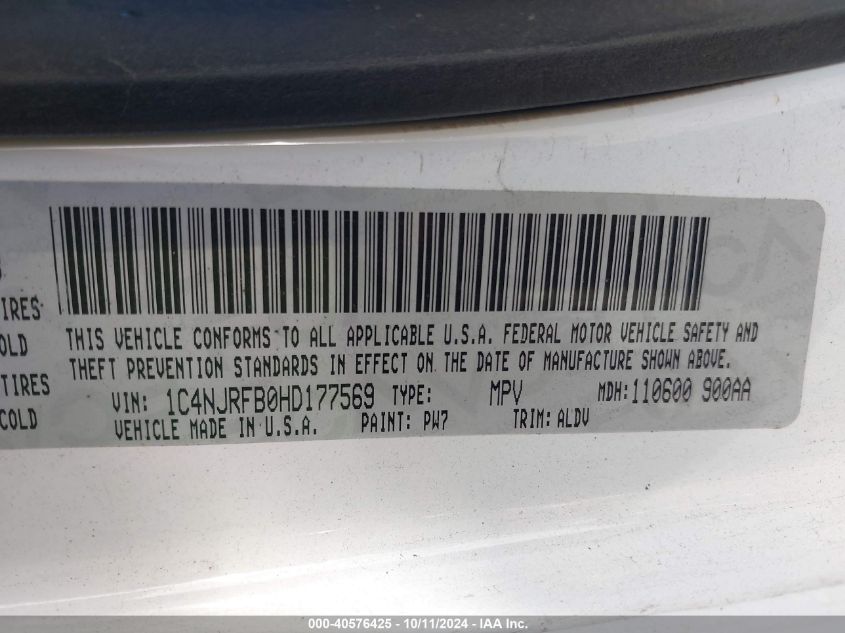 TIRES
COLD
TIRES
COLD
THIS VEHICLE CONFORMS TO ALL APPLICABLE U.S.A. FEDERAL MOTOR VEHICLE SAFETY AND
THEFT PREVENTION STANDARDS IN EFFECT ON THE DATE OF MANUFACTURE SHOWN ABOVE.
VIN: 1C4NJRFB0HD177569 TYPE: MPV MDH:110600 900AA
VEHICLE MADE IN U.S.A. PAINT: PW7 TRIM: ALDV
000-40576425 - 10/11/2024 - IAA Inc.